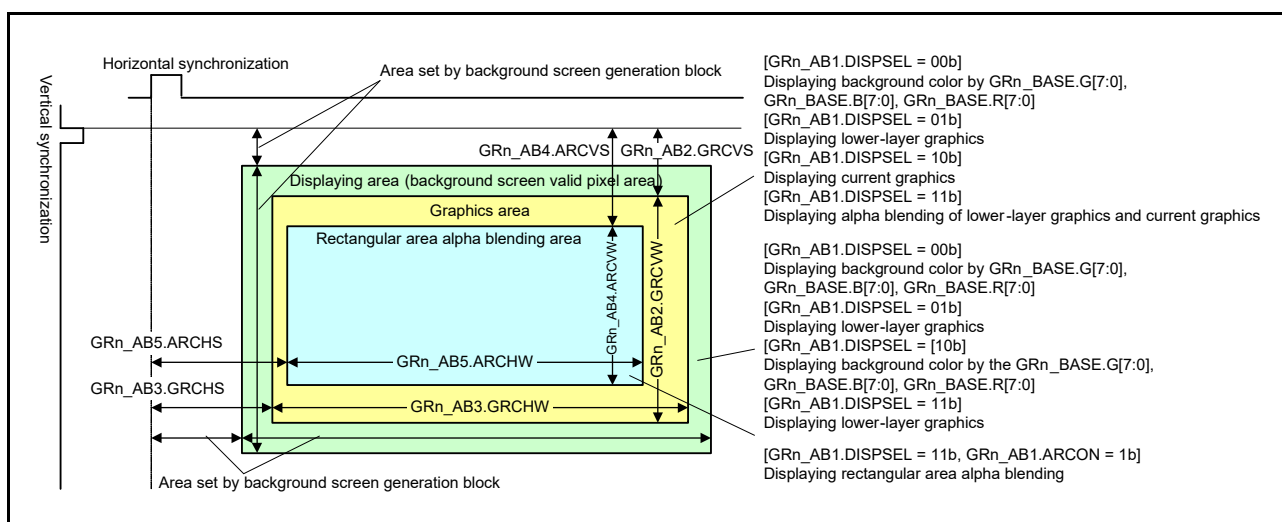 Horizontal synchronization
Vertical synchronization
Area set by background screen generation block
GRn_AB4.ARCVS
GRn_AB2.GRCVS
Displaying area (background screen valid pixel area)
Graphics area
Rectangular area alpha blending area
GRn_AB4.ARCVW
GRn_AB2.GRCVW
GRn_AB5.ARCHS
GRn_AB5.ARCHW
GRn_AB3.GRCHS
GRn_AB3.GRCHW
Area set by background screen generation block
[GRn_AB1.DISPSEL = 00b]
Displaying background color by GRn_BASE.G[7:0],
GRn_BASE.B[7:0], GRn_BASE.R[7:0]
[GRn_AB1.DISPSEL = 01b]
Displaying lower-layer graphics
[GRn_AB1.DISPSEL = 10b]
Displaying current graphics
[GRn_AB1.DISPSEL = 11b]
Displaying alpha blending of lower-layer graphics and current graphics
[GRn_AB1.DISPSEL = 00b]
Displaying background color by GRn_BASE.G[7:0],
GRn_BASE.B[7:0], GRn_BASE.R[7:0]
[GRn_AB1.DISPSEL = 01b]
Displaying lower-layer graphics
[GRn_AB1.DISPSEL = [10b]
Displaying background color by the GRn_BASE.G[7:0],
GRn_BASE.B[7:0], GRn_BASE.R[7:0]
[GRn_AB1.DISPSEL = 11b]
Displaying lower-layer graphics
[GRn_AB1.DISPSEL = 11b, GRn_AB1.ARCON = 1b]
Displaying rectangular area alpha blending